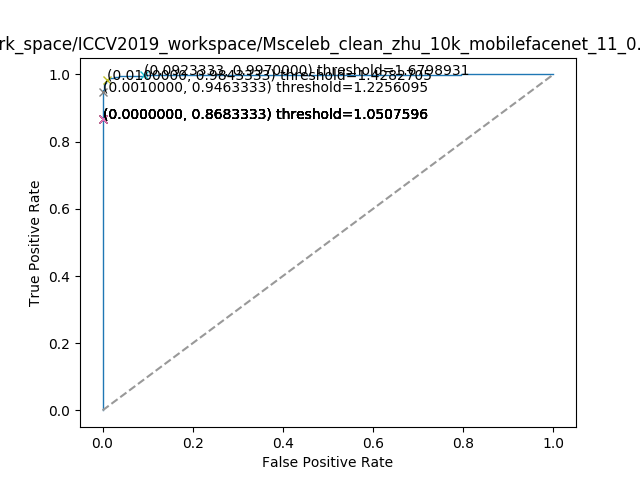 rk_space/ICCV2019_workspace/Msceleb_clean_zhu_10k_mobilefacenet_11_0.
(0.0923333, 0.9970000) threshold=1.6798931
(0.0100000, 0.9843333) threshold=1.4282705
(0.0010000, 0.9463333) threshold=1.2256095
(0.0000000, 0.8683333) threshold=1.0507596
1.0
0.8
0.6
0.4
0.2
0.0
True Positive Rate
0.0 0.2 0.4 0.6 0.8 1.0
False Positive Rate